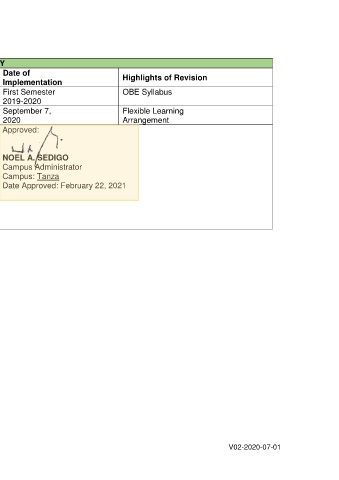 Y
Date of Implementation Highlights of Revision
First Semester 2019-2020 OBE Syllabus
September 7, 2020 Flexible Learning Arrangement
Approved:
NOEL A. SEDIGO
Campus Administrator
Campus: Tanza
Date Approved: February 22, 2021
V02-2020-07-01